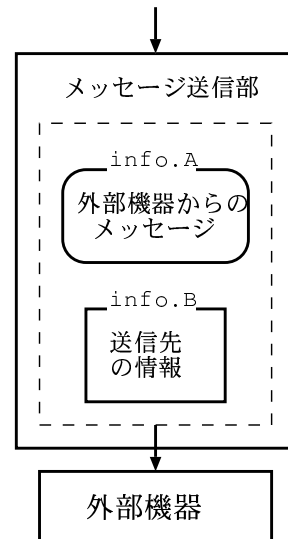 メッセージ送信部
info.A
外部機器からの
メッセージ
info.B
送信先
の情報
外部機器